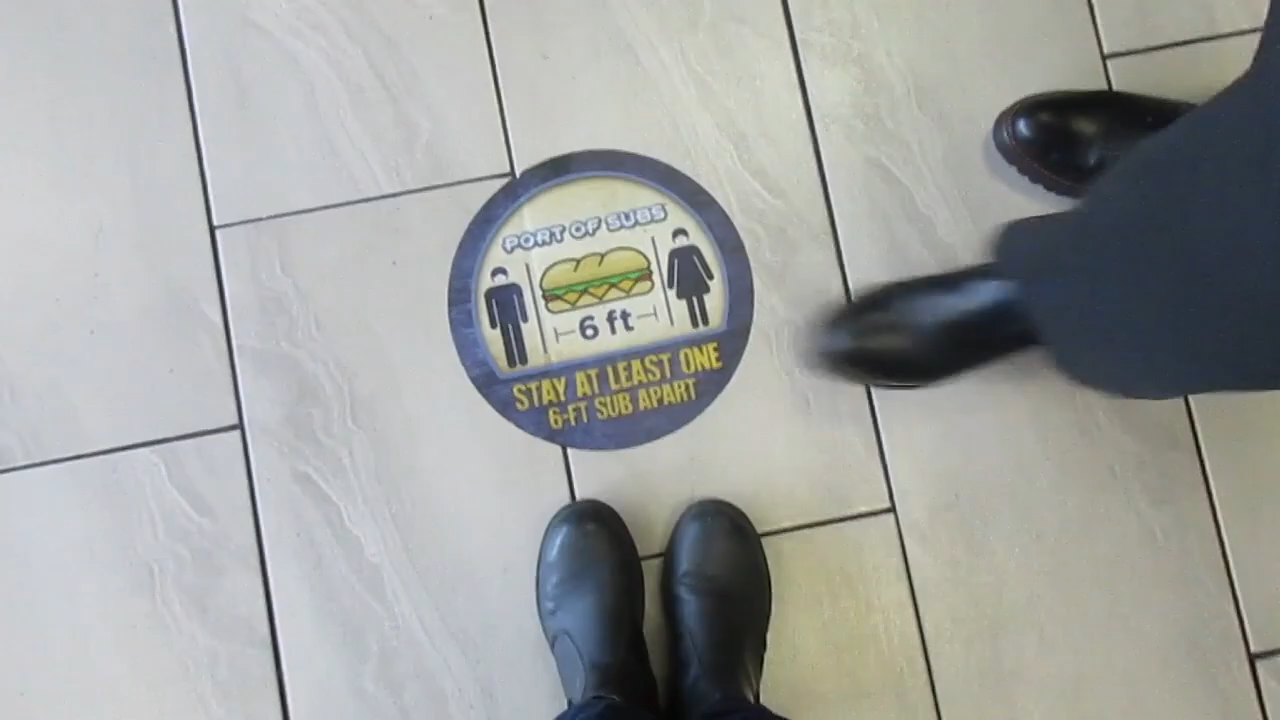 PORT OF SUBS
6 ft
STAY AT LEAST ONE
6-FT SUB APART